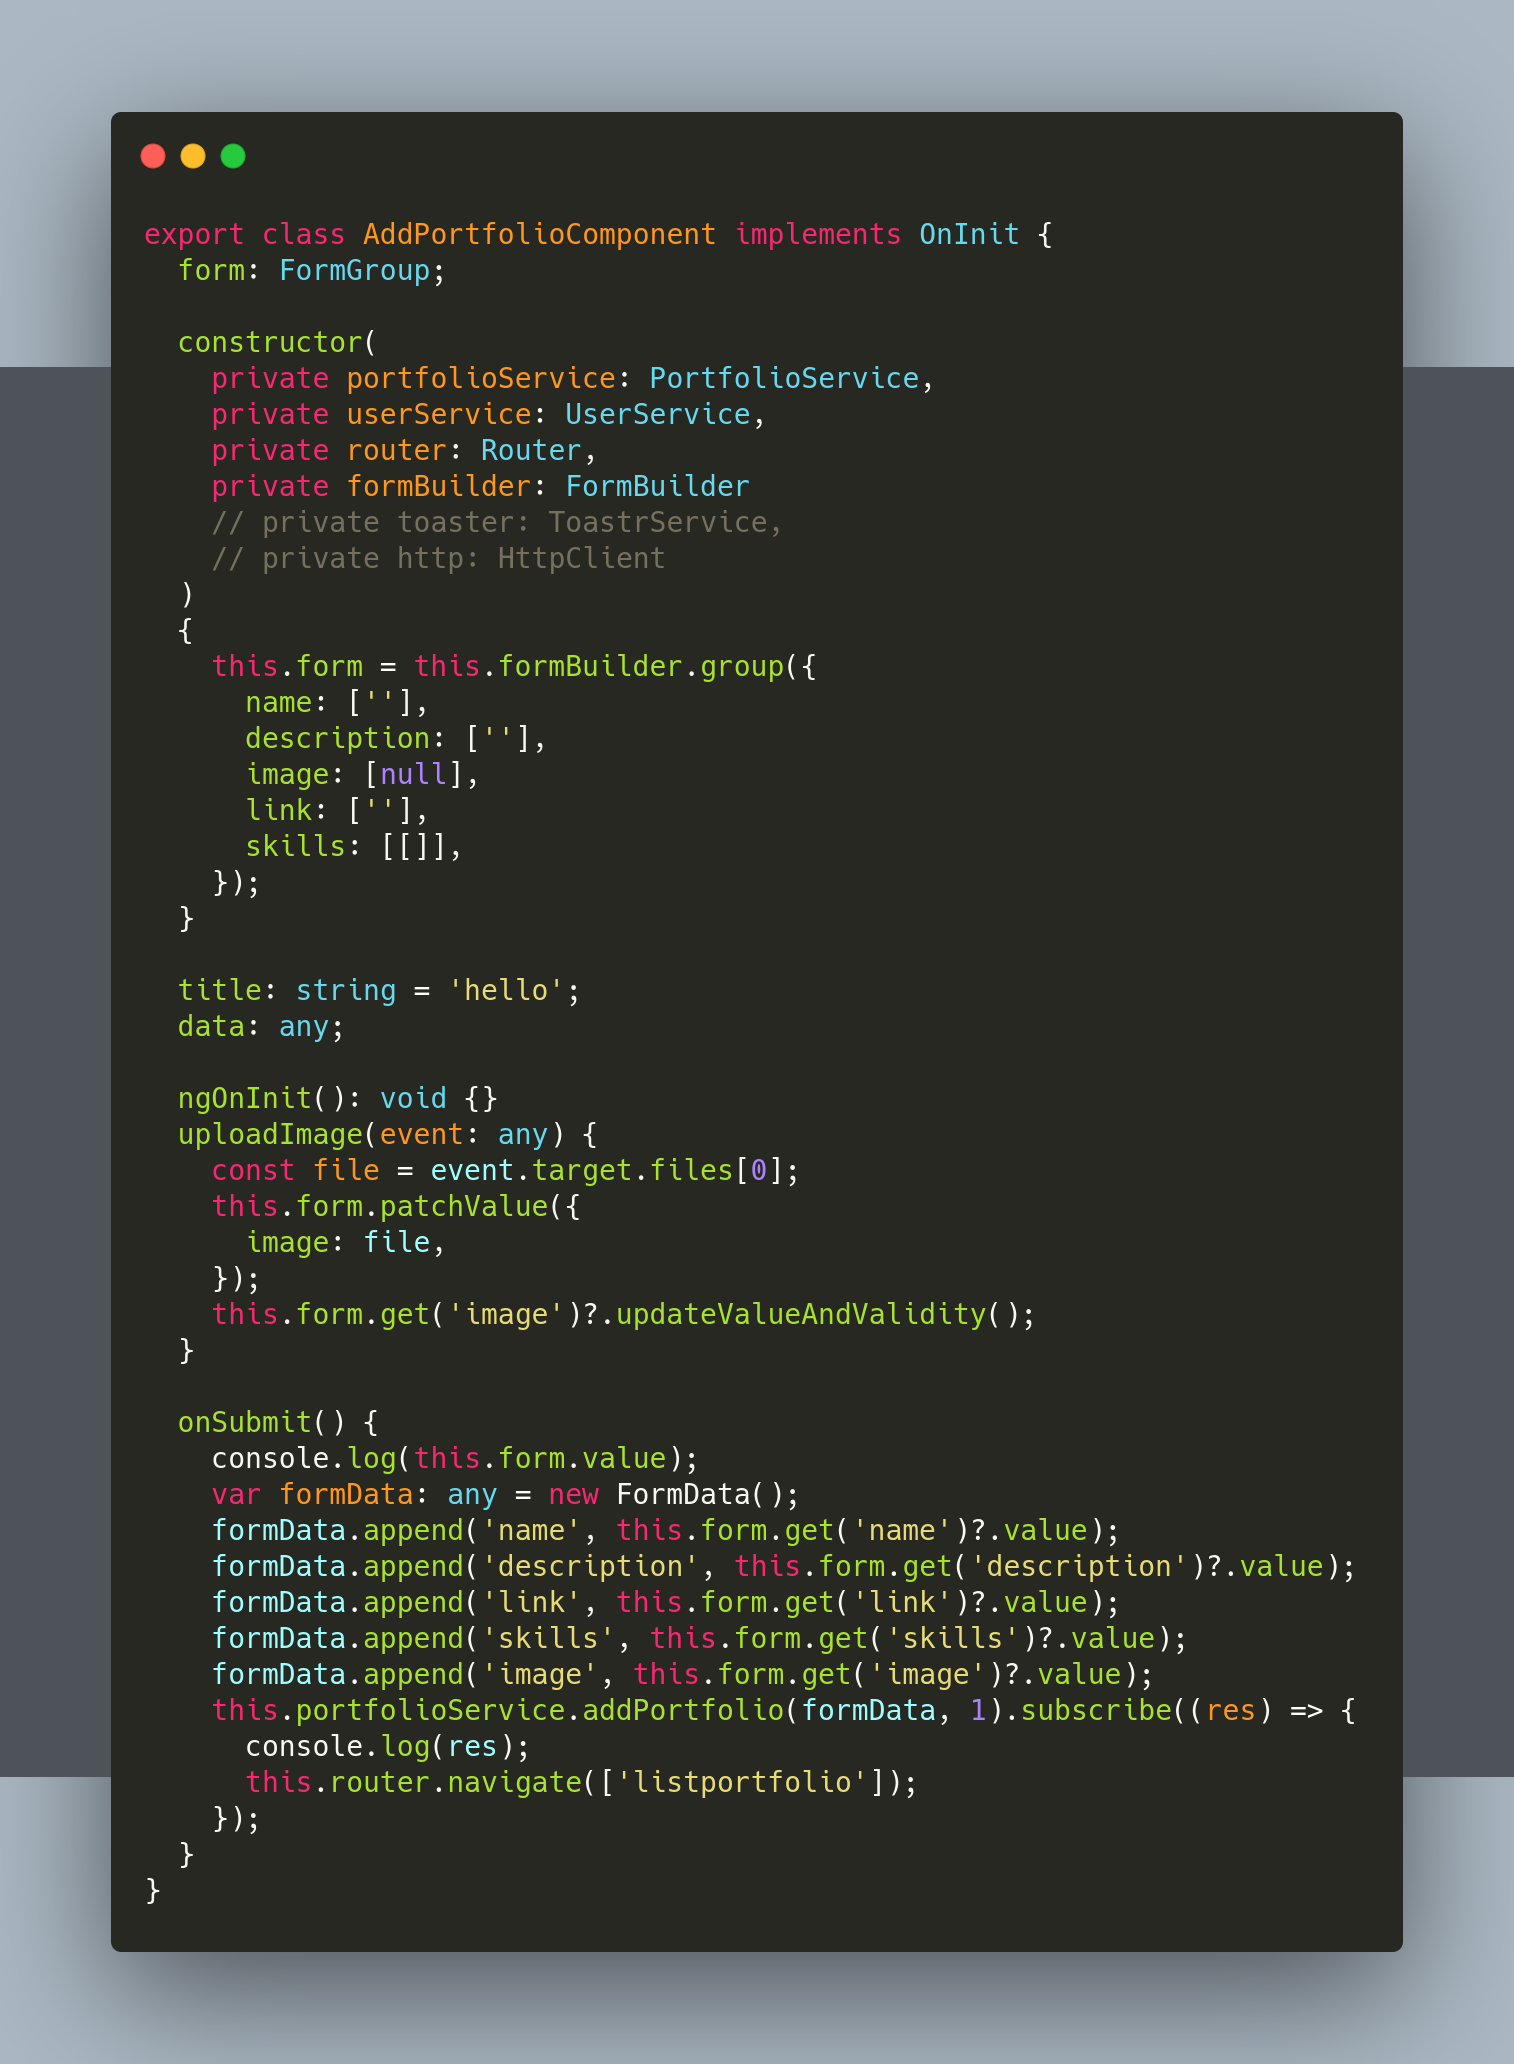 export class AddPortfolioComponent implements OnInit {
  form: FormGroup;

  constructor(
    private portfolioService: PortfolioService,
    private userService: UserService,
    private router: Router,
    private formBuilder: FormBuilder
    // private toaster: ToastrService,
    // private http: HttpClient
  )
  {
    this.form = this.formBuilder.group({
      name: [''],
      description: [''],
      image: [null],
      link: [''],
      skills: [[]],
    });
  }

  title: string = 'hello';
  data: any;

  ngOnInit(): void {}
  uploadImage(event: any) {
    const file = event.target.files[0];
    this.form.patchValue({
      image: file,
    });
    this.form.get('image')?.updateValueAndValidity();
  }

  onSubmit() {
    console.log(this.form.value);
    var formData: any = new FormData();
    formData.append('name', this.form.get('name')?.value);
    formData.append('description', this.form.get('description')?.value);
    formData.append('link', this.form.get('link')?.value);
    formData.append('skills', this.form.get('skills')?.value);
    formData.append('image', this.form.get('image')?.value);
    this.portfolioService.addPortfolio(formData, 1).subscribe((res) => {
      console.log(res);
      this.router.navigate(['listportfolio']);
    });
  }
}